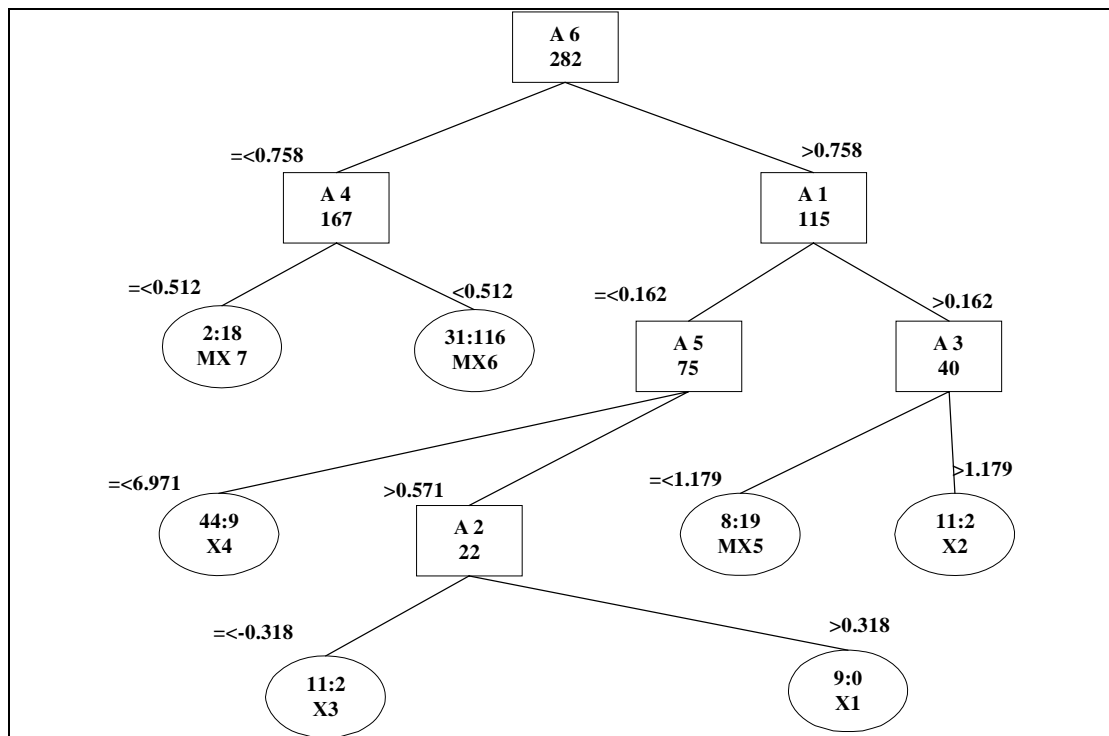 A 6
282
=<0.758
>0.758
A 4
167
A 1
115
=<0.512
<0.512
=<0.162
>0.162
2:18
MX 7
31:116
MX6
A 5
75
A 3
40
=<6.971
>0.571
=<1.179
>1.179
44:9
X4
A 2
22
8:19
MX5
11:2
X2
=<-0.318
>0.318
11:2
X3
9:0
X1